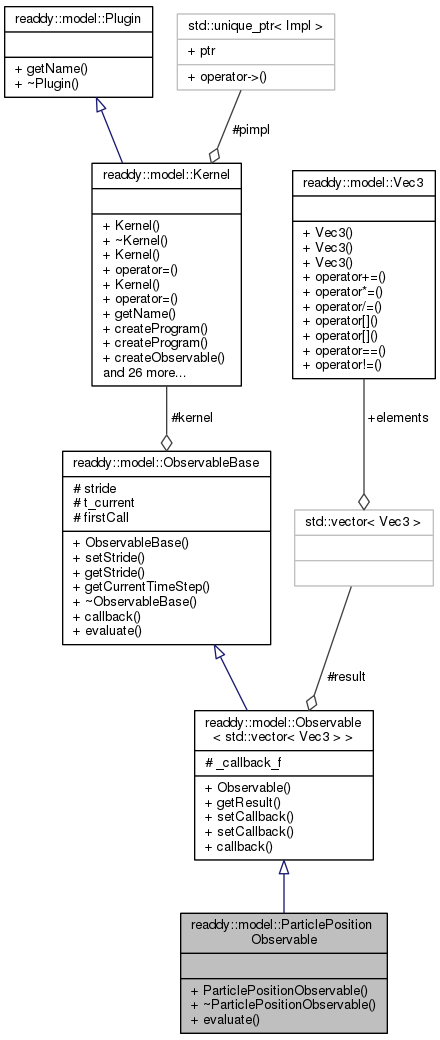 readdy::model::Plugin
+ getName()
+ ~Plugin()
std::unique_ptr< Impl >
+ ptr
+ operator->()
#pimpl
readdy::model::Kernel
+ Kernel()
+ ~Kernel()
+ Kernel()
+ operator=()
+ Kernel()
+ operator=()
+ getName()
+ createProgram()
+ createProgram()
+ createObservable()
and 26 more...
readdy::model::Vec3
+ Vec3()
+ Vec3()
+ Vec3()
+ operator+=()
+ operator*=()
+ operator/=()
+ operator[]()
+ operator[]()
+ operator==()
+ operator!=()
#kernel
+elements
readdy::model::ObservableBase
# stride
# t_current
# firstCall
+ ObservableBase()
+ setStride()
+ getStride()
+ getCurrentTimeStep()
+ ~ObservableBase()
+ callback()
+ evaluate()
std::vector< Vec3 >
#result
readdy::model::Observable
< std::vector< Vec3 > >
# _callback_f
+ Observable()
+ getResult()
+ setCallback()
+ setCallback()
+ callback()
readdy::model::ParticlePosition
Observable
+ ParticlePositionObservable()
+ ~ParticlePositionObservable()
+ evaluate()